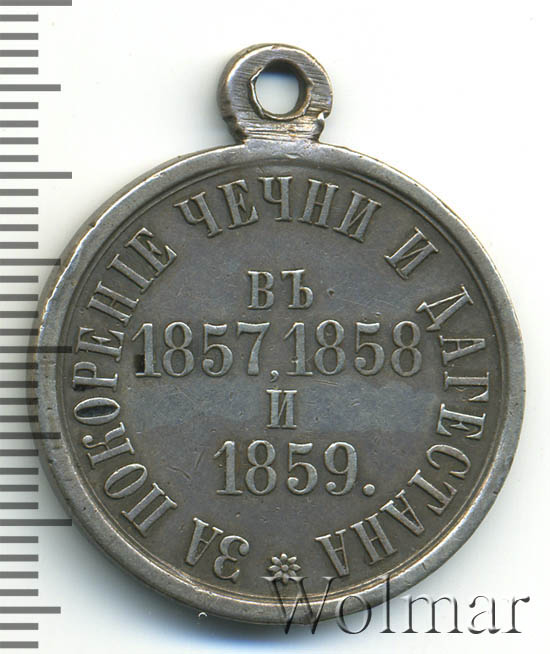 ЗА ПОКОРЕНІЕ ЧЕЧНИ И ДАГЕСТАНА
ВЪ
1857, 1858
И
1859.
Wolmar